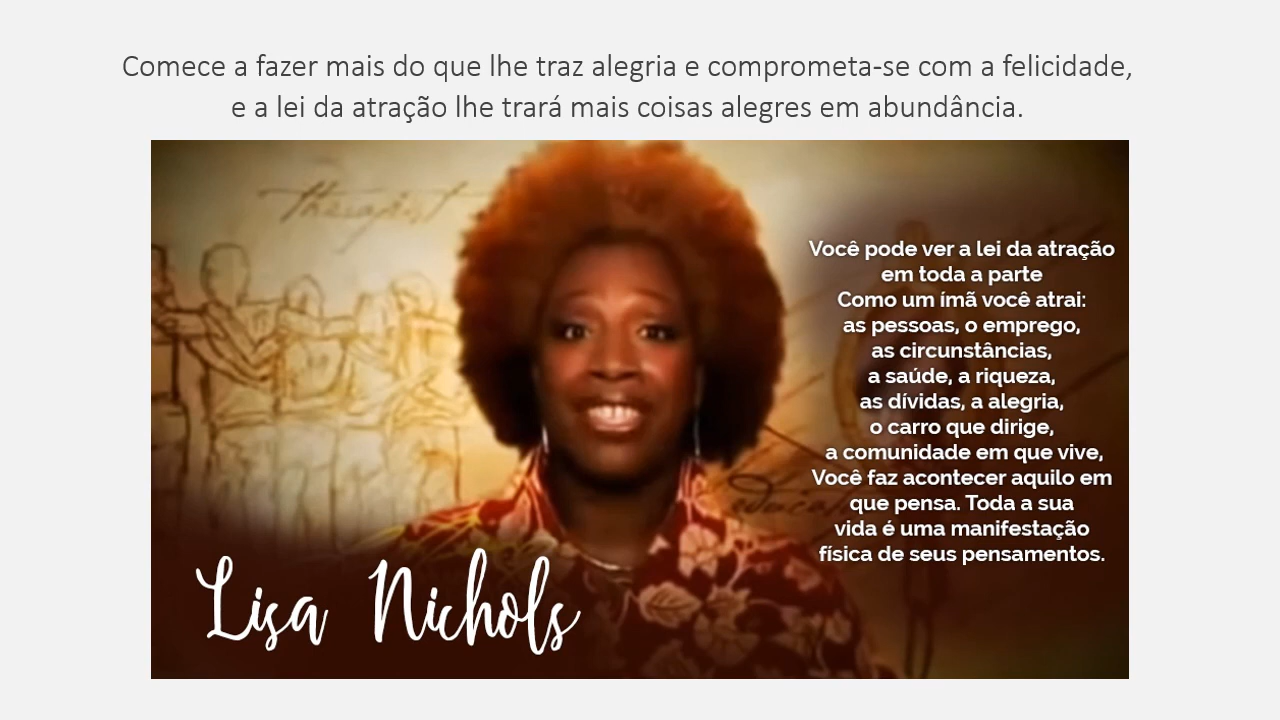 Comece a fazer mais do que lhe traz alegria e comprometa-se com a felicidade,
e a lei da atração lhe trará mais coisas alegres em abundância.
therapist
Você pode ver a lei da atração
em toda a parte
Como um ímã você atrai:
as pessoas, o emprego,
as circunstâncias,
a saúde, a riqueza,
as dívidas, a alegria,
o carro que dirige,
a comunidade em que vive,
Você faz acontecer aquilo em
que pensa. Toda a sua
vida é uma manifestação
física de seus pensamentos.
Lisa Nichols